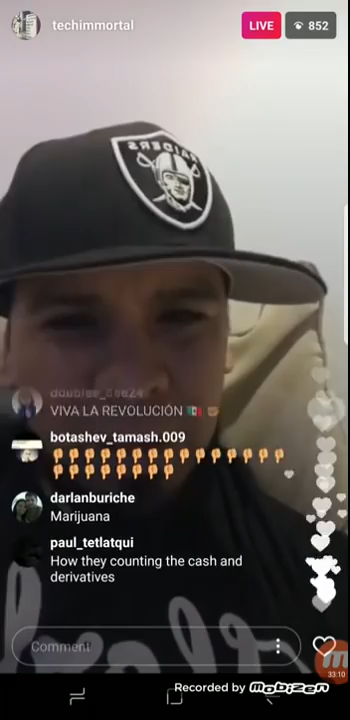 techimmortal
LIVE
852
RAIDERS
VIVA LA REVOLUCIÓN
botashev_tamash.009
darlanburiche
Marijuana
paul_tetlatqui
How they counting the cash and
derivatives
Comment
33:10
Recorded by Mobizen